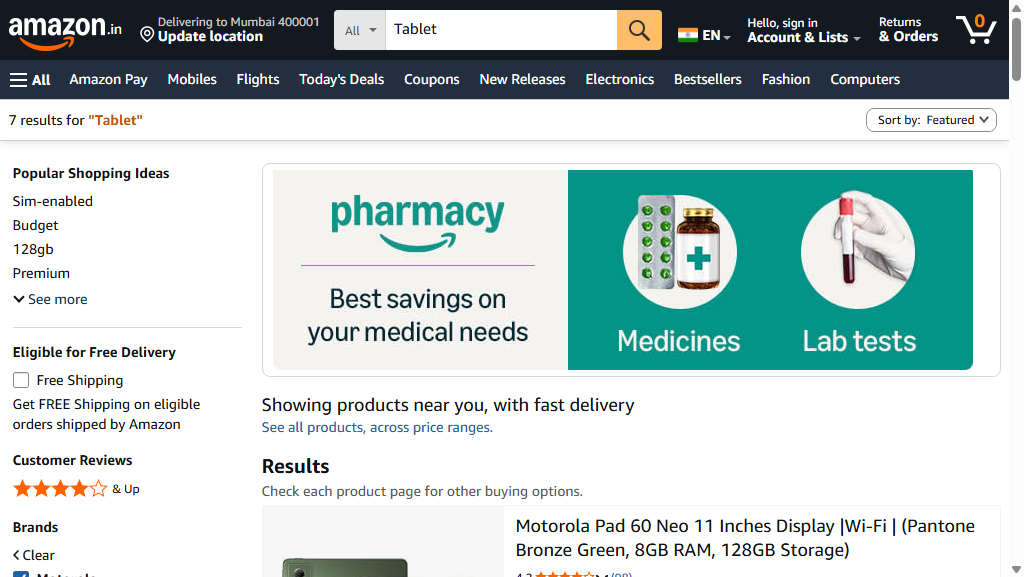 amazon.in
Delivering to Mumbai 400001
Update location
All
Tablet
EN
Hello, sign in
Account & Lists
Returns
& Orders
0
All
Amazon Pay
Mobiles
Flights
Today's Deals
Coupons
New Releases
Electronics
Bestsellers
Fashion
Computers
7 results for "Tablet"
Sort by: Featured
Popular Shopping Ideas
Sim-enabled
Budget
128gb
Premium
See more
Eligible for Free Delivery
Free Shipping
Get FREE Shipping on eligible
orders shipped by Amazon
Customer Reviews
& Up
Brands
Clear
Motorola
pharmacy
Best savings on
your medical needs
Medicines
Lab tests
Showing products near you, with fast delivery
See all products, across price ranges.
Results
Check each product page for other buying options.
Motorola Pad 60 Neo 11 Inches Display |Wi-Fi | (Pantone
Bronze Green, 8GB RAM, 128GB Storage)